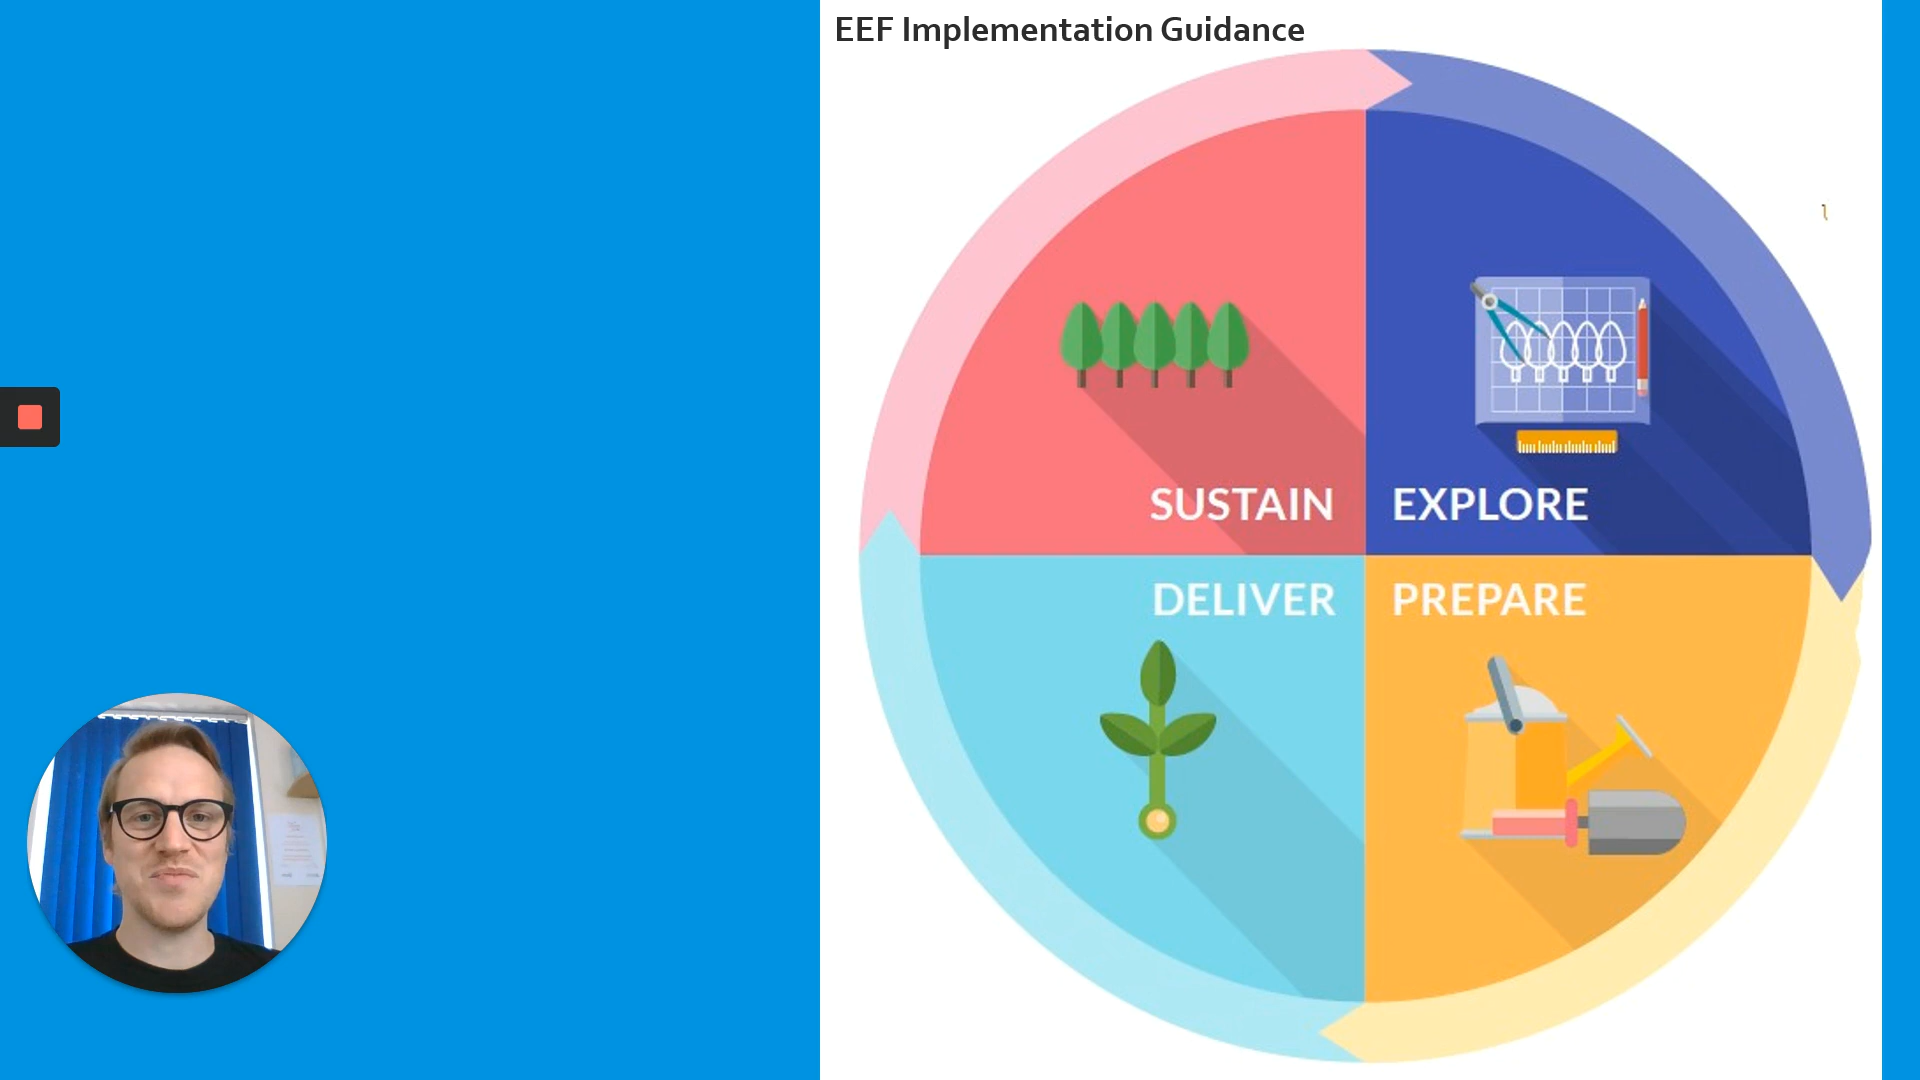 EEF Implementation Guidance
SUSTAIN
EXPLORE
DELIVER
PREPARE